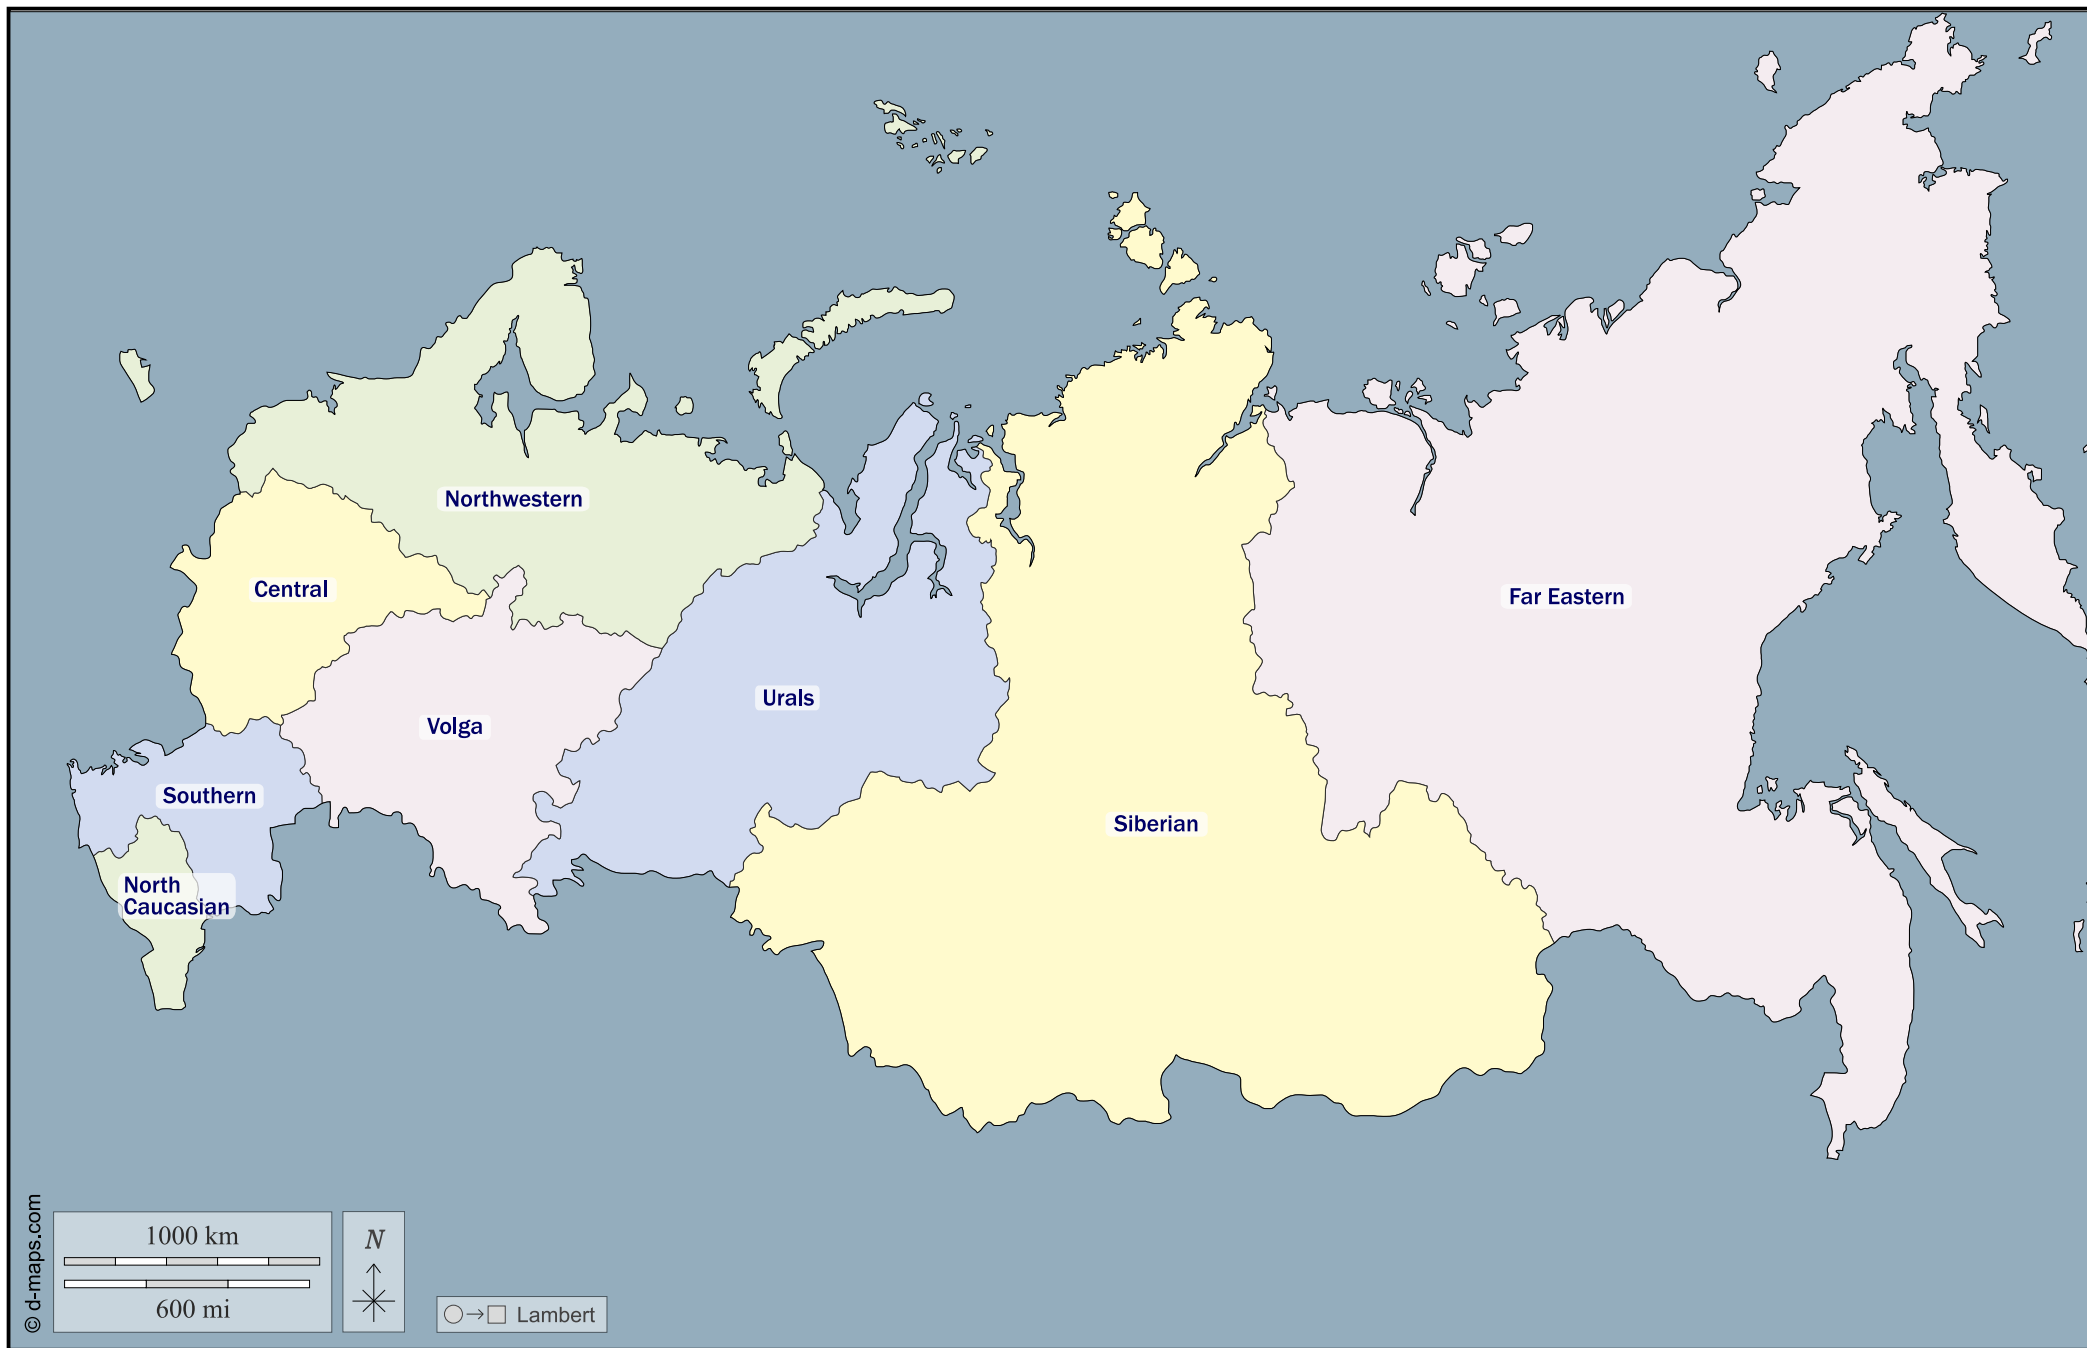 Northwestern
Central
Far Eastern
Urals
Volga
Southern
Siberian
North
Caucasian
1000 km
600 mi
N
Lambert
© d-maps.com